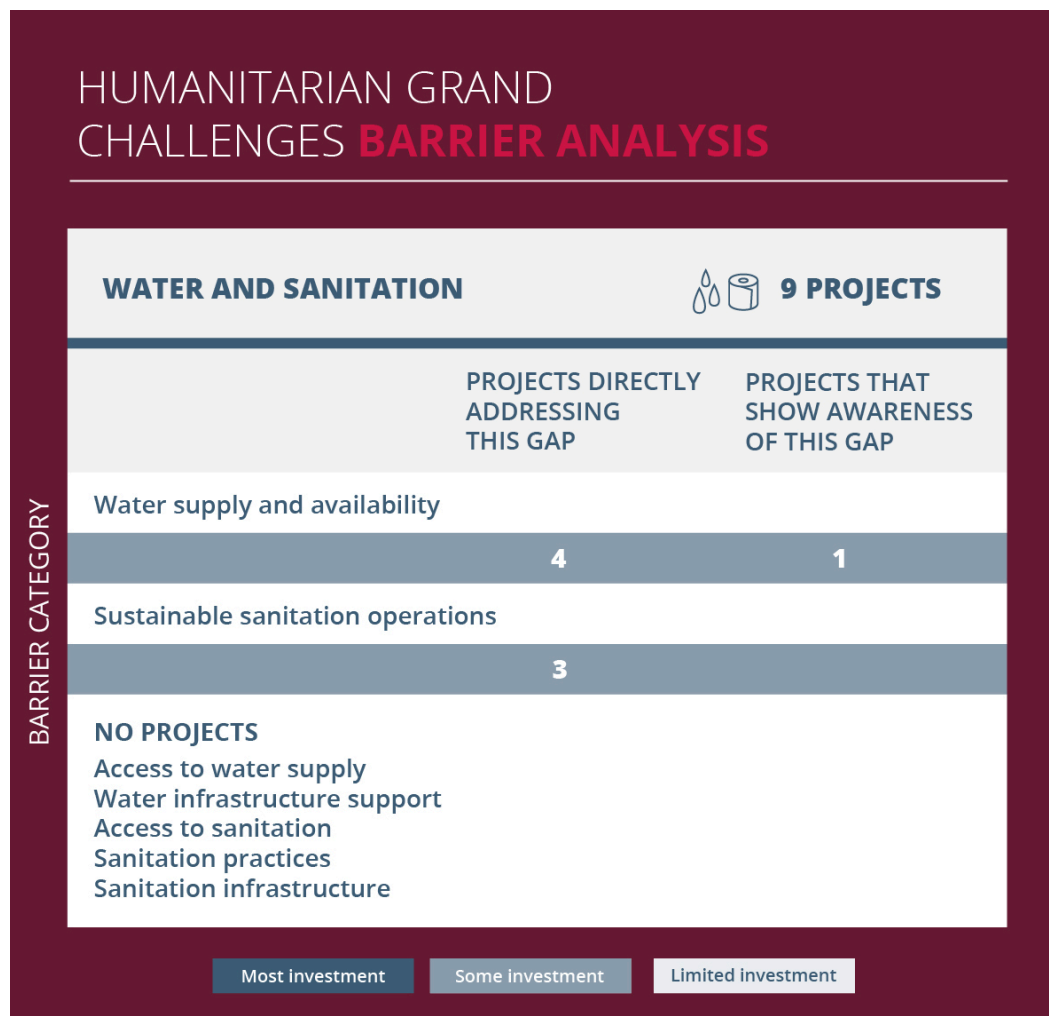 HUMANITARIAN GRAND
CHALLENGES BARRIER ANALYSIS
WATER AND SANITATION
9 PROJECTS
PROJECTS DIRECTLY
ADDRESSING
THIS GAP
PROJECTS THAT
SHOW AWARENESS
OF THIS GAP
BARRIER CATEGORY
Water supply and availability
4 1
Sustainable sanitation operations
3
NO PROJECTS
Access to water supply
Water infrastructure support
Access to sanitation
Sanitation practices
Sanitation infrastructure
Most investment
Some investment
Limited investment